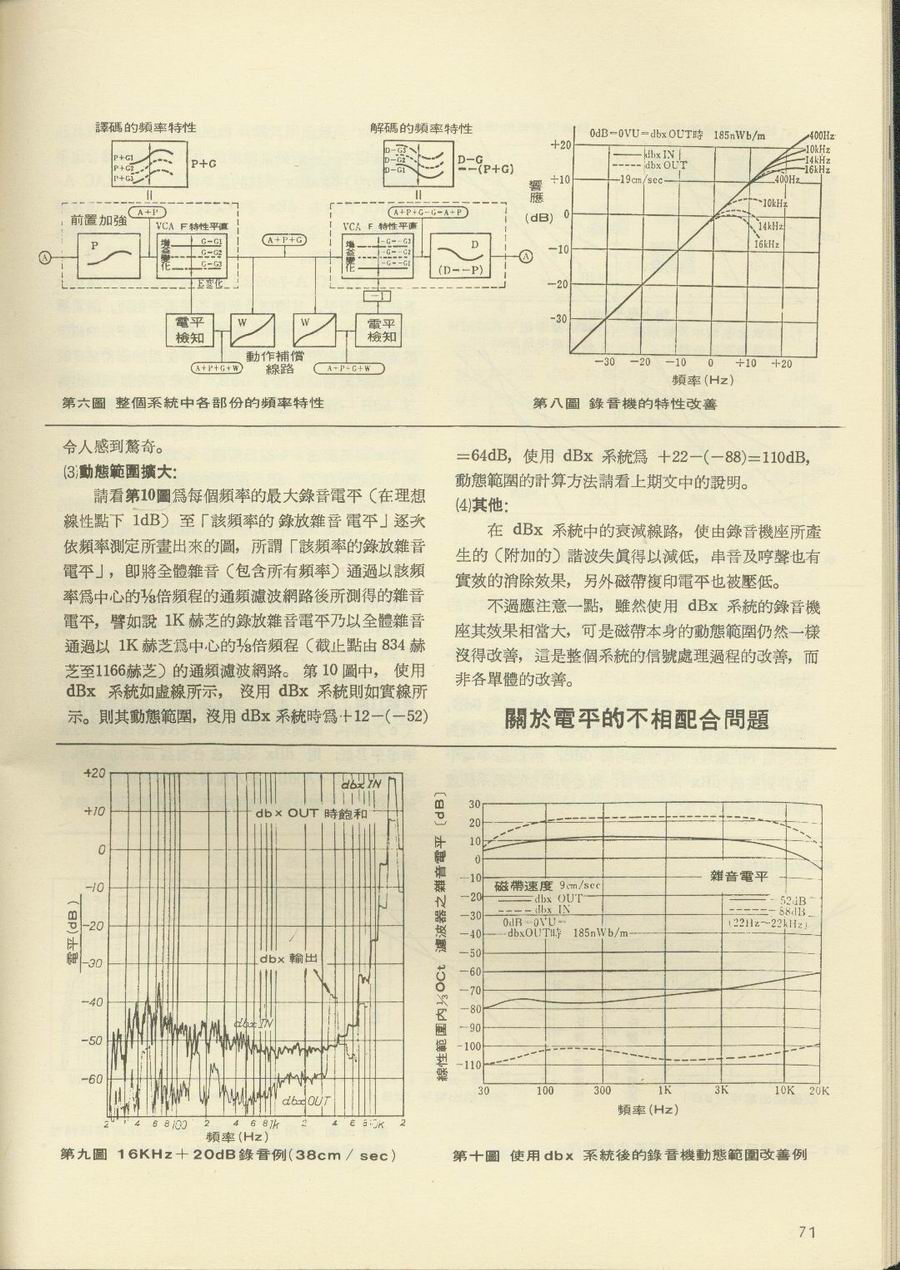 譯碼的頻率特性
P+G1
P+G2
P+G3
P+G
前置加強
A+P
P
VCA F特性平直
增益變化
G-G1
G-G2
G-G3
E變化
A+P+G
電平檢知
W
A+P+G+W
動作補償線路
解碼的頻率特性
D-G3
D-G2
D-G1
D-G
=-(P+G)
A+P+G-G=A+P
VCA F 特性平直
增益變化
D
(D=-P)
A
-1
W
電平檢知
A+P+G+W
第六圖 整個系統中各部份的頻率特性
0dB=0VU=dbxOUT時 185nWb/m
dbx IN
dbx OUT
19cm/sec
400Hz
10kHz
14kHz
16kHz
400Hz
10kHz
14kHz
16kHz
響應
(dB)
+20
+10
0
-10
-20
-30
-30 -20 -10 0 +10 +20
頻率(Hz)
第八圖 錄音機的特性改善
令人感到驚奇。
⑶動態範圍擴大：
請看第10圖爲每個頻率的最大錄音電平（在理想
線性點下 1dB）至「該頻率的錄放雜音電平」逐次
依頻率測定所畫出來的圖，所謂「該頻率的錄放雜音
電平」，卽將全體雜音（包含所有頻率）通過以該頻
率爲中心的⅓倍頻程的通頻濾波網路後所測得的雜音
電平，譬如說 1K 赫芝的錄放雜音電平乃以全體雜音
通過以 1K 赫芝爲中心的⅓倍頻程（截止點由 834 赫
芝至1166赫芝）的通頻濾波網路。 第 10 圖中， 使用
dBx 系統如虛線所示， 沒用 dBx 系統則如實線所
示。則其動態範圍，沒用 dBx 系統時爲+12-(-52)
=64dB，使用 dBx 系統爲 +22-(-88)=110dB，
動態範圍的計算方法請看上期文中的說明。
⑷其他：
在 dBx 系統中的衰減線路，使由錄音機座所產
生的（附加的）諧波失眞得以減低，串音及哼聲也有
實效的消除效果，另外磁帶複印電平也被壓低。
不過應注意一點，雖然使用 dBx 系統的錄音機
座其效果相當大，可是磁帶本身的動態範圍仍然一樣
沒得改善，這是整個系統的信號處理過程的改善，而
非各單體的改善。
關於電平的不相配合問題
電平(dB)
+20
+10
0
-10
-20
-30
-40
-50
-60
dbx IN
dbx OUT 時飽和
dbx 輸出
dbx IN
dbx OUT
頻率(Hz)
第九圖 16KHz＋20dB錄音例(38cm／sec)
線性範圍內⅓OCt 濾波器之雜音電平（dB）
30
20
10
0
-10
-20
-30
-40
-50
-60
-70
-80
-90
-100
-110
磁帶速度 9cm/sec
dbx OUT
dbx IN
0dB=0VU=
dbxOUT時 185nWb/m
雜音電平
-52dB
-88dB
(22Hz~22kHz)
30 100 300 1K 3K 10K 20K
頻率(Hz)
第十圖 使用dbx 系統後的錄音機動態範圍改善例
71